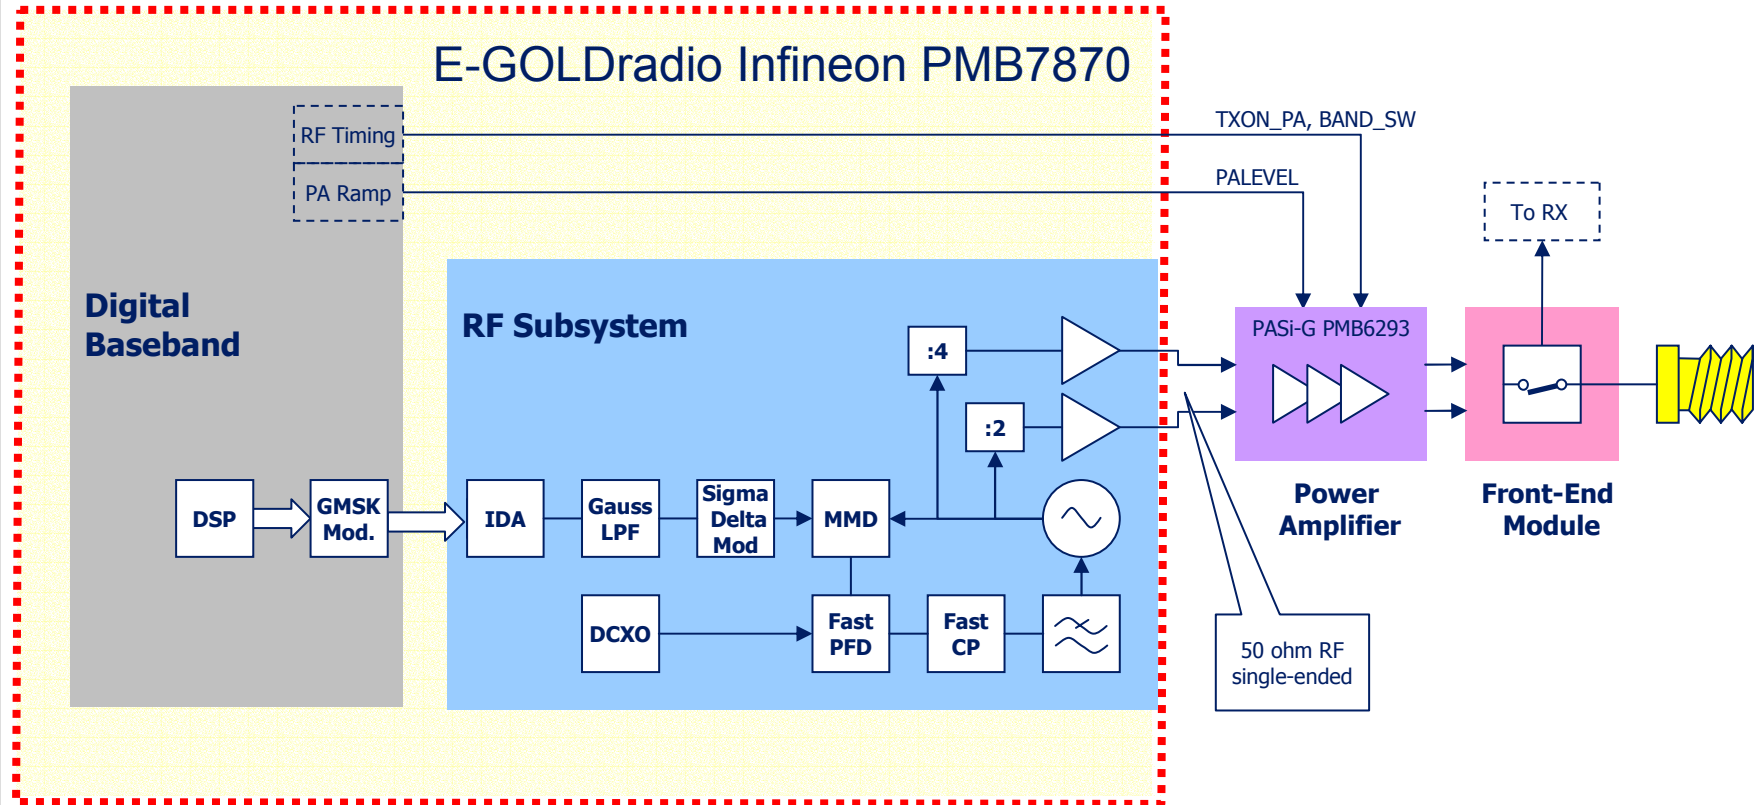 E-GOLDradio Infineon PMB7870
RF Timing
TXON_PA, BAND_SW
PA Ramp
PALEVEL
To RX
Digital
Baseband
RF Subsystem
:4
:2
PASi-G PMB6293
Power
Amplifier
Front-End
Module
DSP
GMSK
Mod.
IDA
Gauss
LPF
Sigma
Delta
Mod
MMD
DCXO
Fast
PFD
Fast
CP
50 ohm RF
single-ended